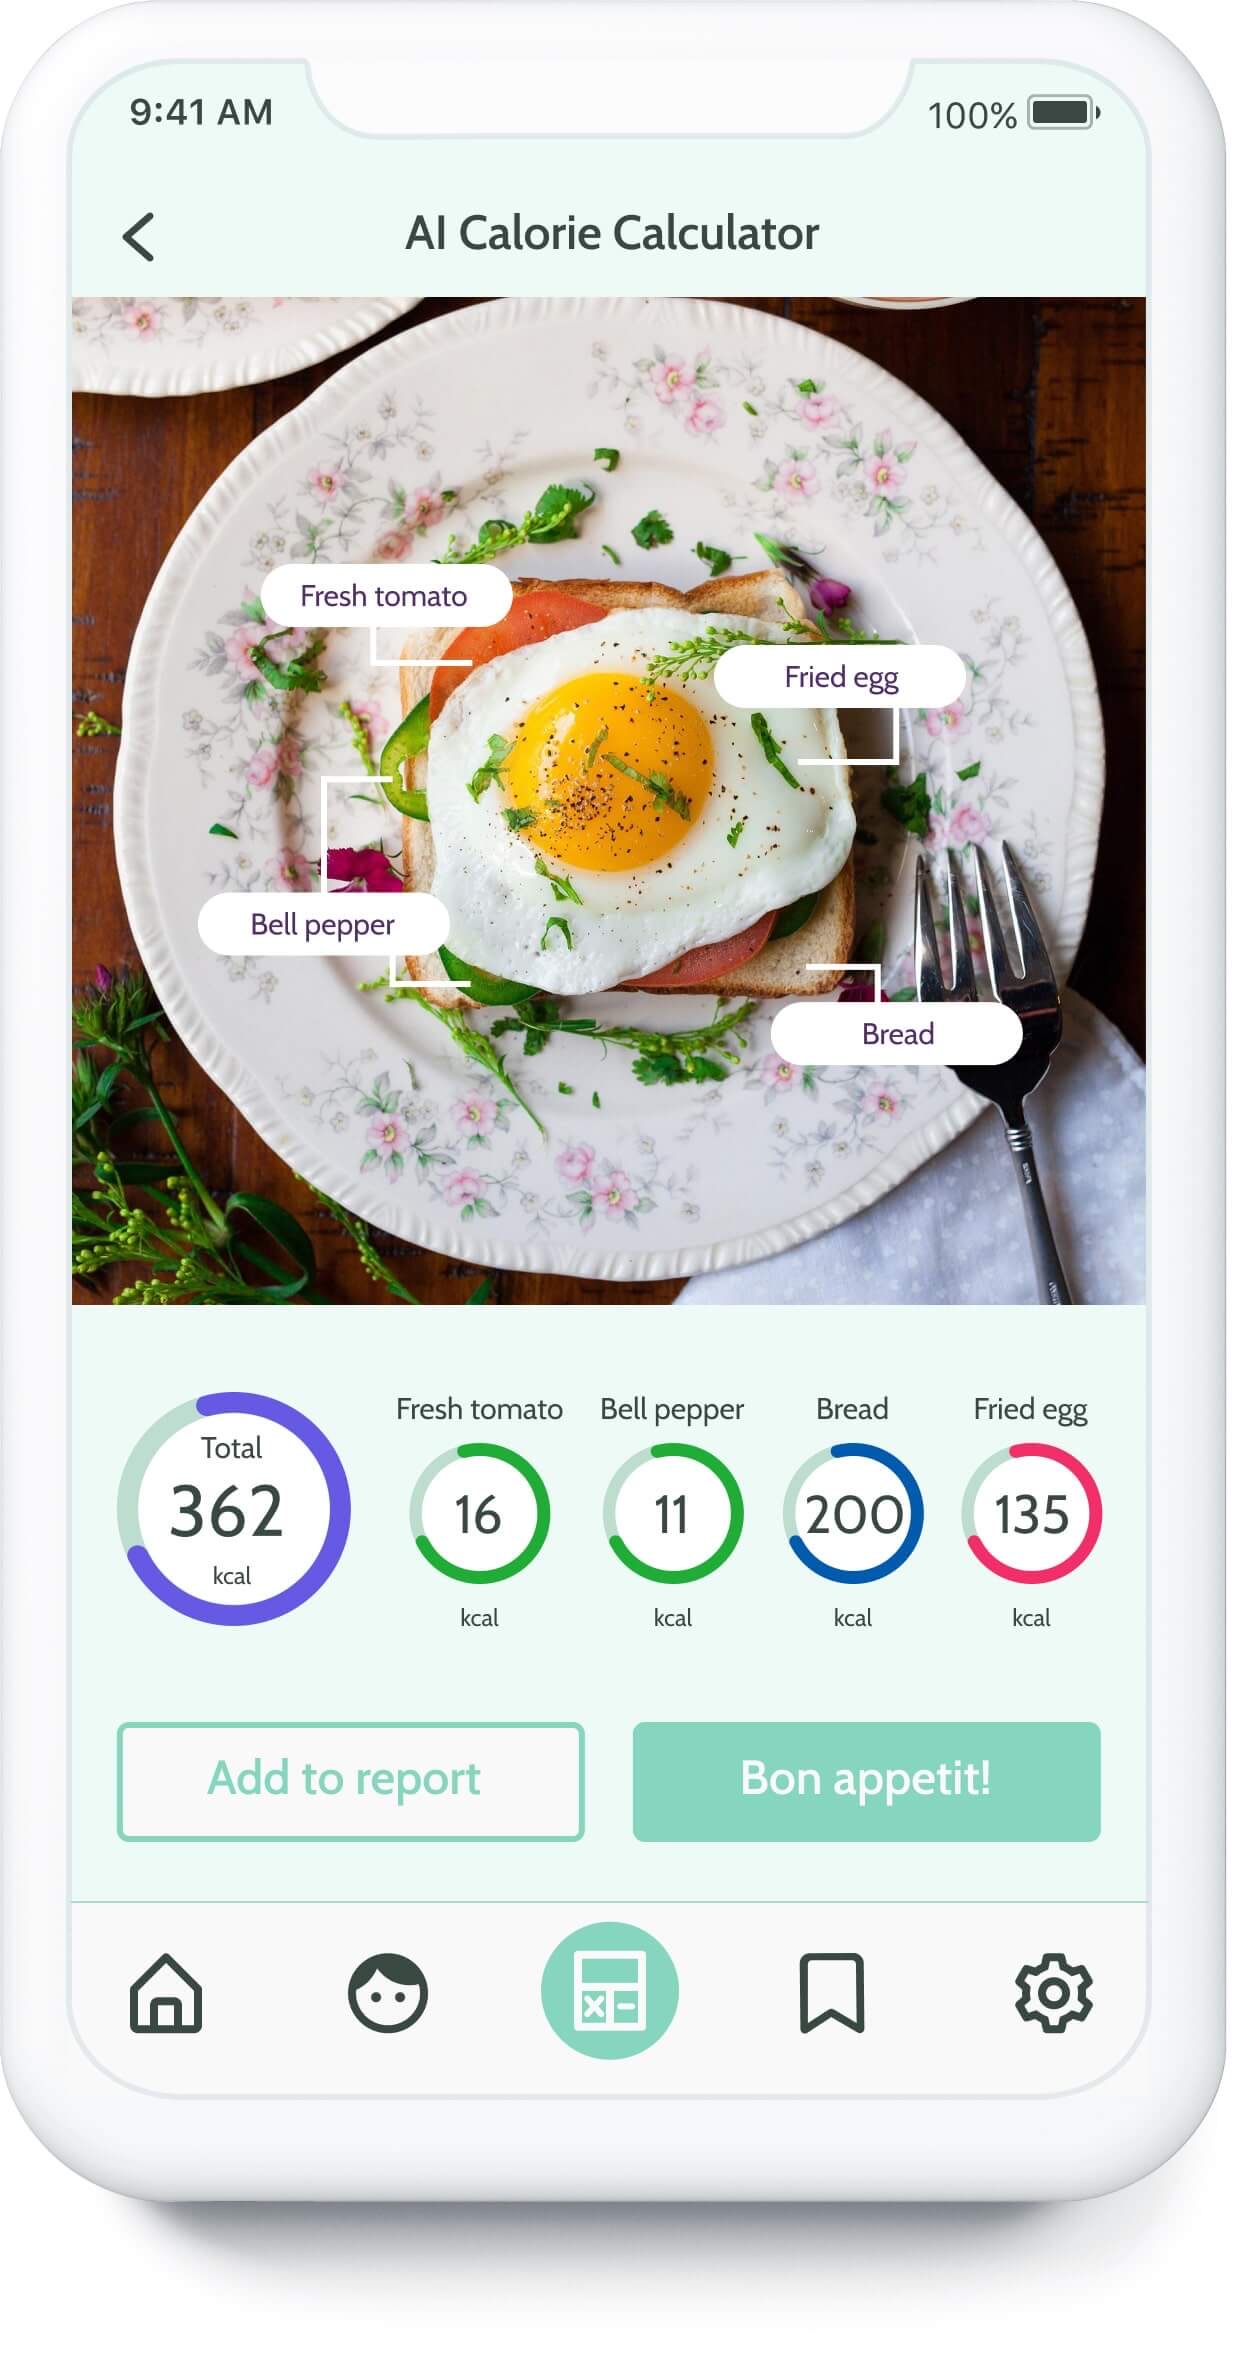 9:41 AM
100%
AI Calorie Calculator
Fresh tomato
Fried egg
Bell pepper
Bread
Total
362
kcal
Fresh tomato
16
kcal
Bell pepper
11
kcal
Bread
200
kcal
Fried egg
135
kcal
Add to report
Bon appetit!